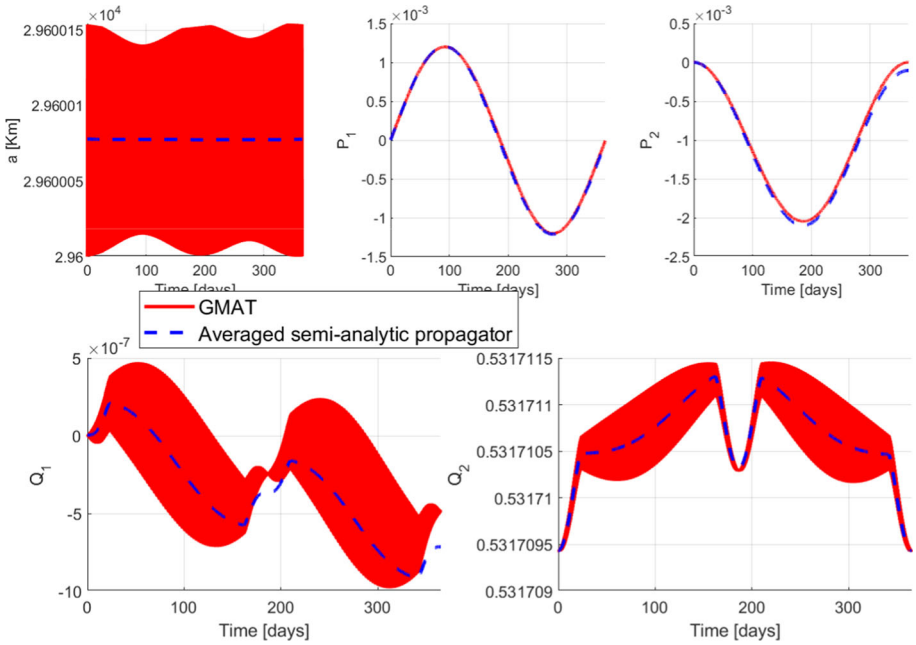 ×10⁴
2.960015
2.96001
2.960005
2.96
a [Km]
0 100 200 300
Time [days]
×10⁻³
1.5
1
0.5
0
-0.5
-1
-1.5
P₁
0 100 200 300
Time [days]
×10⁻³
0.5
0
-0.5
-1
-1.5
-2
-2.5
P₂
0 100 200 300
Time [days]
GMAT
Averaged semi-analytic propagator
×10⁻⁷
5
0
-5
-10
Q₁
0 100 200 300
Time [days]
0.5317115
0.531711
0.5317105
0.53171
0.5317095
0.531709
Q₂
0 100 200 300
Time [days]